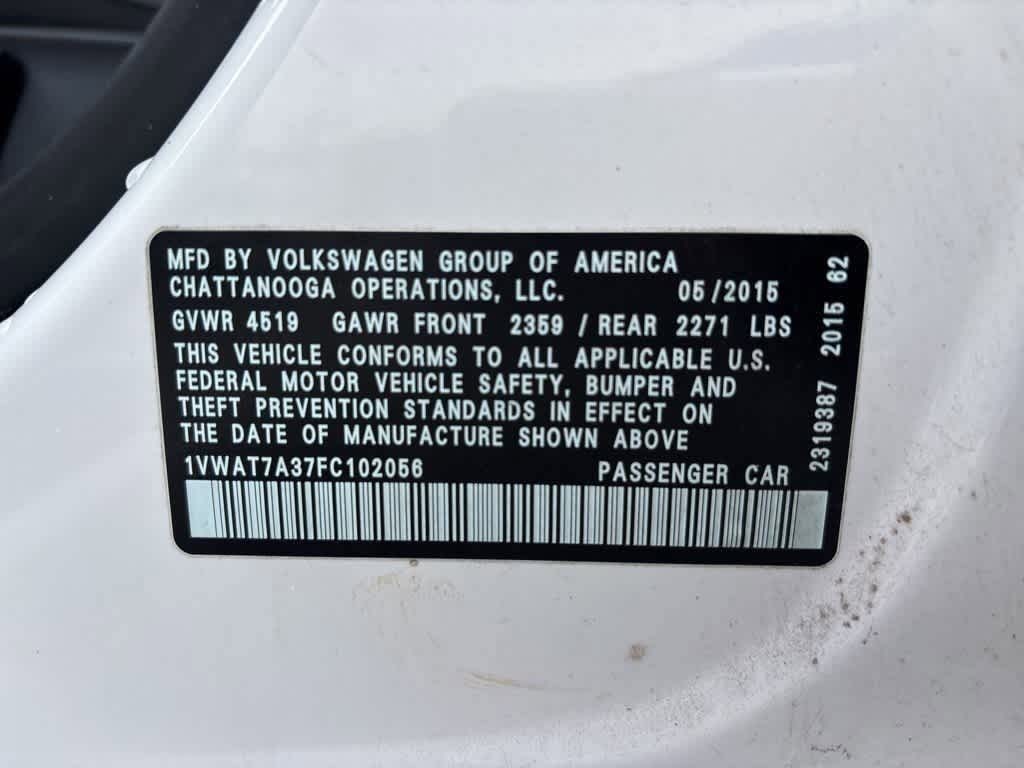 MFD BY VOLKSWAGEN GROUP OF AMERICA
CHATTANOOGA OPERATIONS, LLC. 05/2015
GVWR 4519 GAWR FRONT 2359 / REAR 2271 LBS
THIS VEHICLE CONFORMS TO ALL APPLICABLE U.S.
FEDERAL MOTOR VEHICLE SAFETY, BUMPER AND
THEFT PREVENTION STANDARDS IN EFFECT ON
THE DATE OF MANUFACTURE SHOWN ABOVE
1VWAT7A37FC102056 PASSENGER CAR
2319387 2015 62